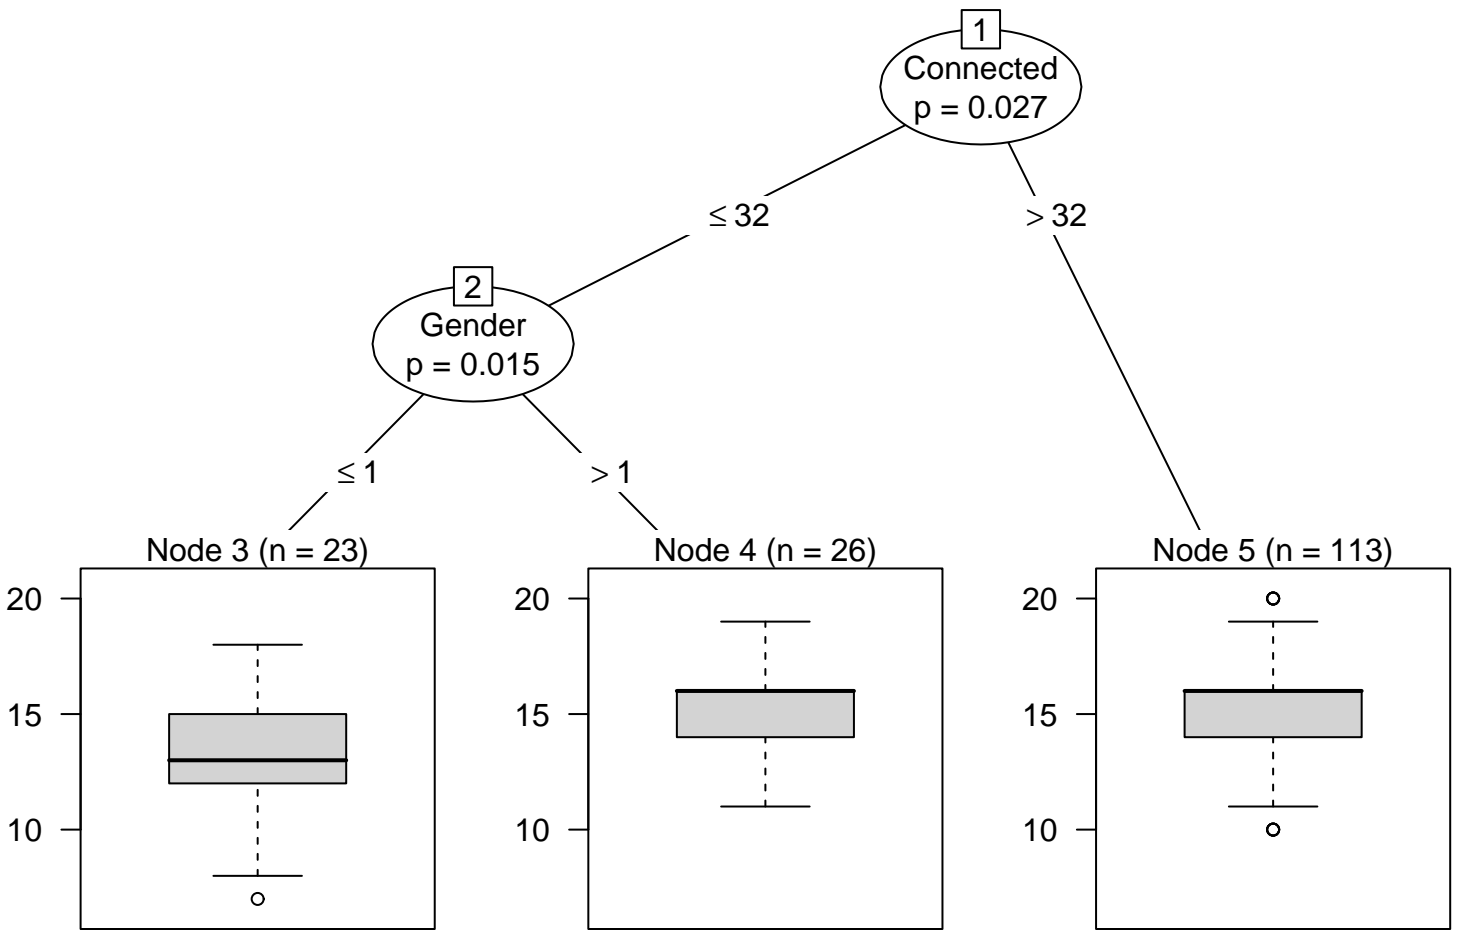 1
Connected
p = 0.027
≤ 32
> 32
2
Gender
p = 0.015
≤ 1
> 1
Node 3 (n = 23)
20
15
10
Node 4 (n = 26)
20
15
10
Node 5 (n = 113)
20
15
10